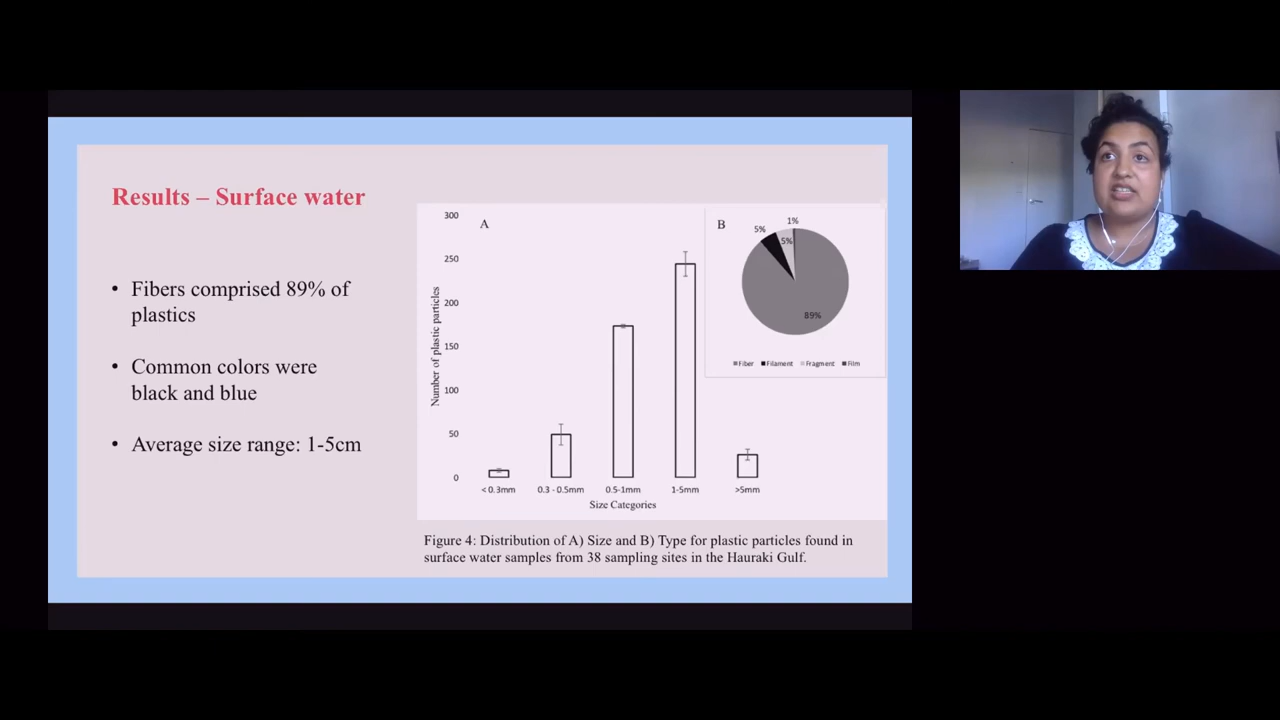 Results – Surface water
• Fibers comprised 89% of
plastics
• Common colors were
black and blue
• Average size range: 1-5cm
A
300
250
200
150
100
50
0
Number of plastic particles
< 0.3mm 0.3 - 0.5mm 0.5-1mm 1-5mm >5mm
Size Categories
B
1%
5%
5%
89%
Fiber Filament Fragment Film
Figure 4: Distribution of A) Size and B) Type for plastic particles found in
surface water samples from 38 sampling sites in the Hauraki Gulf.